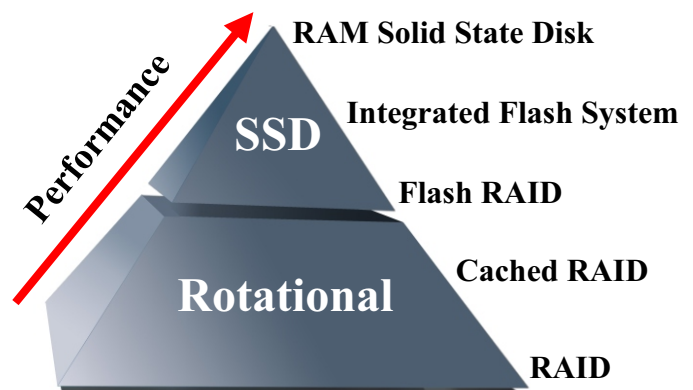 RAM Solid State Disk
Performance
Integrated Flash System
SSD
Flash RAID
Cached RAID
Rotational
RAID